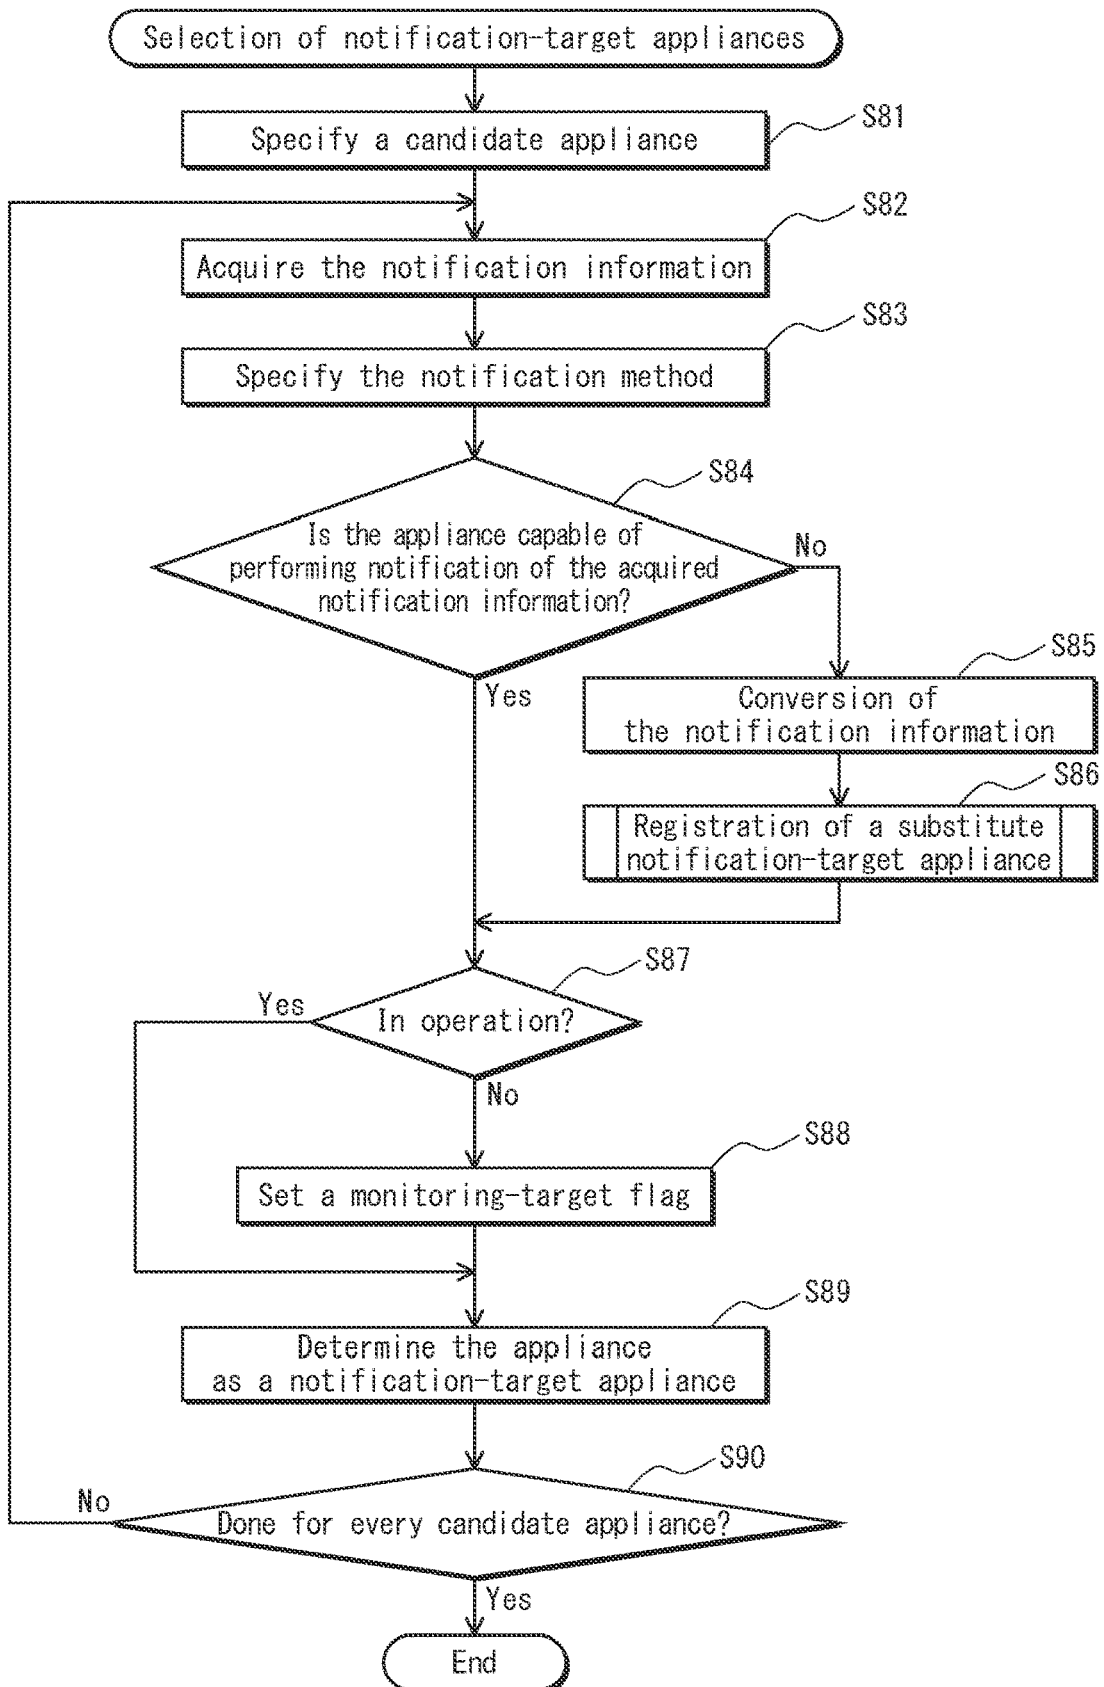 Selection of notification-target appliances
S81
Specify a candidate appliance
S82
Acquire the notification information
S83
Specify the notification method
S84
Is the appliance capable of
performing notification of the acquired
notification information?
No
Yes
S85
Conversion of
the notification information
S86
Registration of a substitute
notification-target appliance
S87
Yes
In operation?
No
S88
Set a monitoring-target flag
S89
Determine the appliance
as a notification-target appliance
S90
No
Done for every candidate appliance?
Yes
End